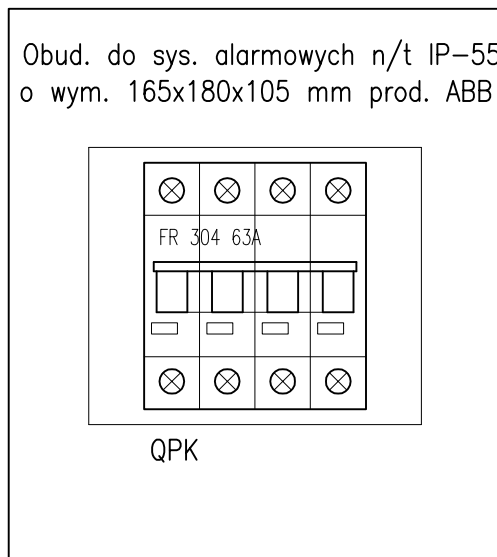 Obud. do sys. alarmowych n/t IP-55
o wym. 165x180x105 mm prod. ABB
FR 304 63A
QPK